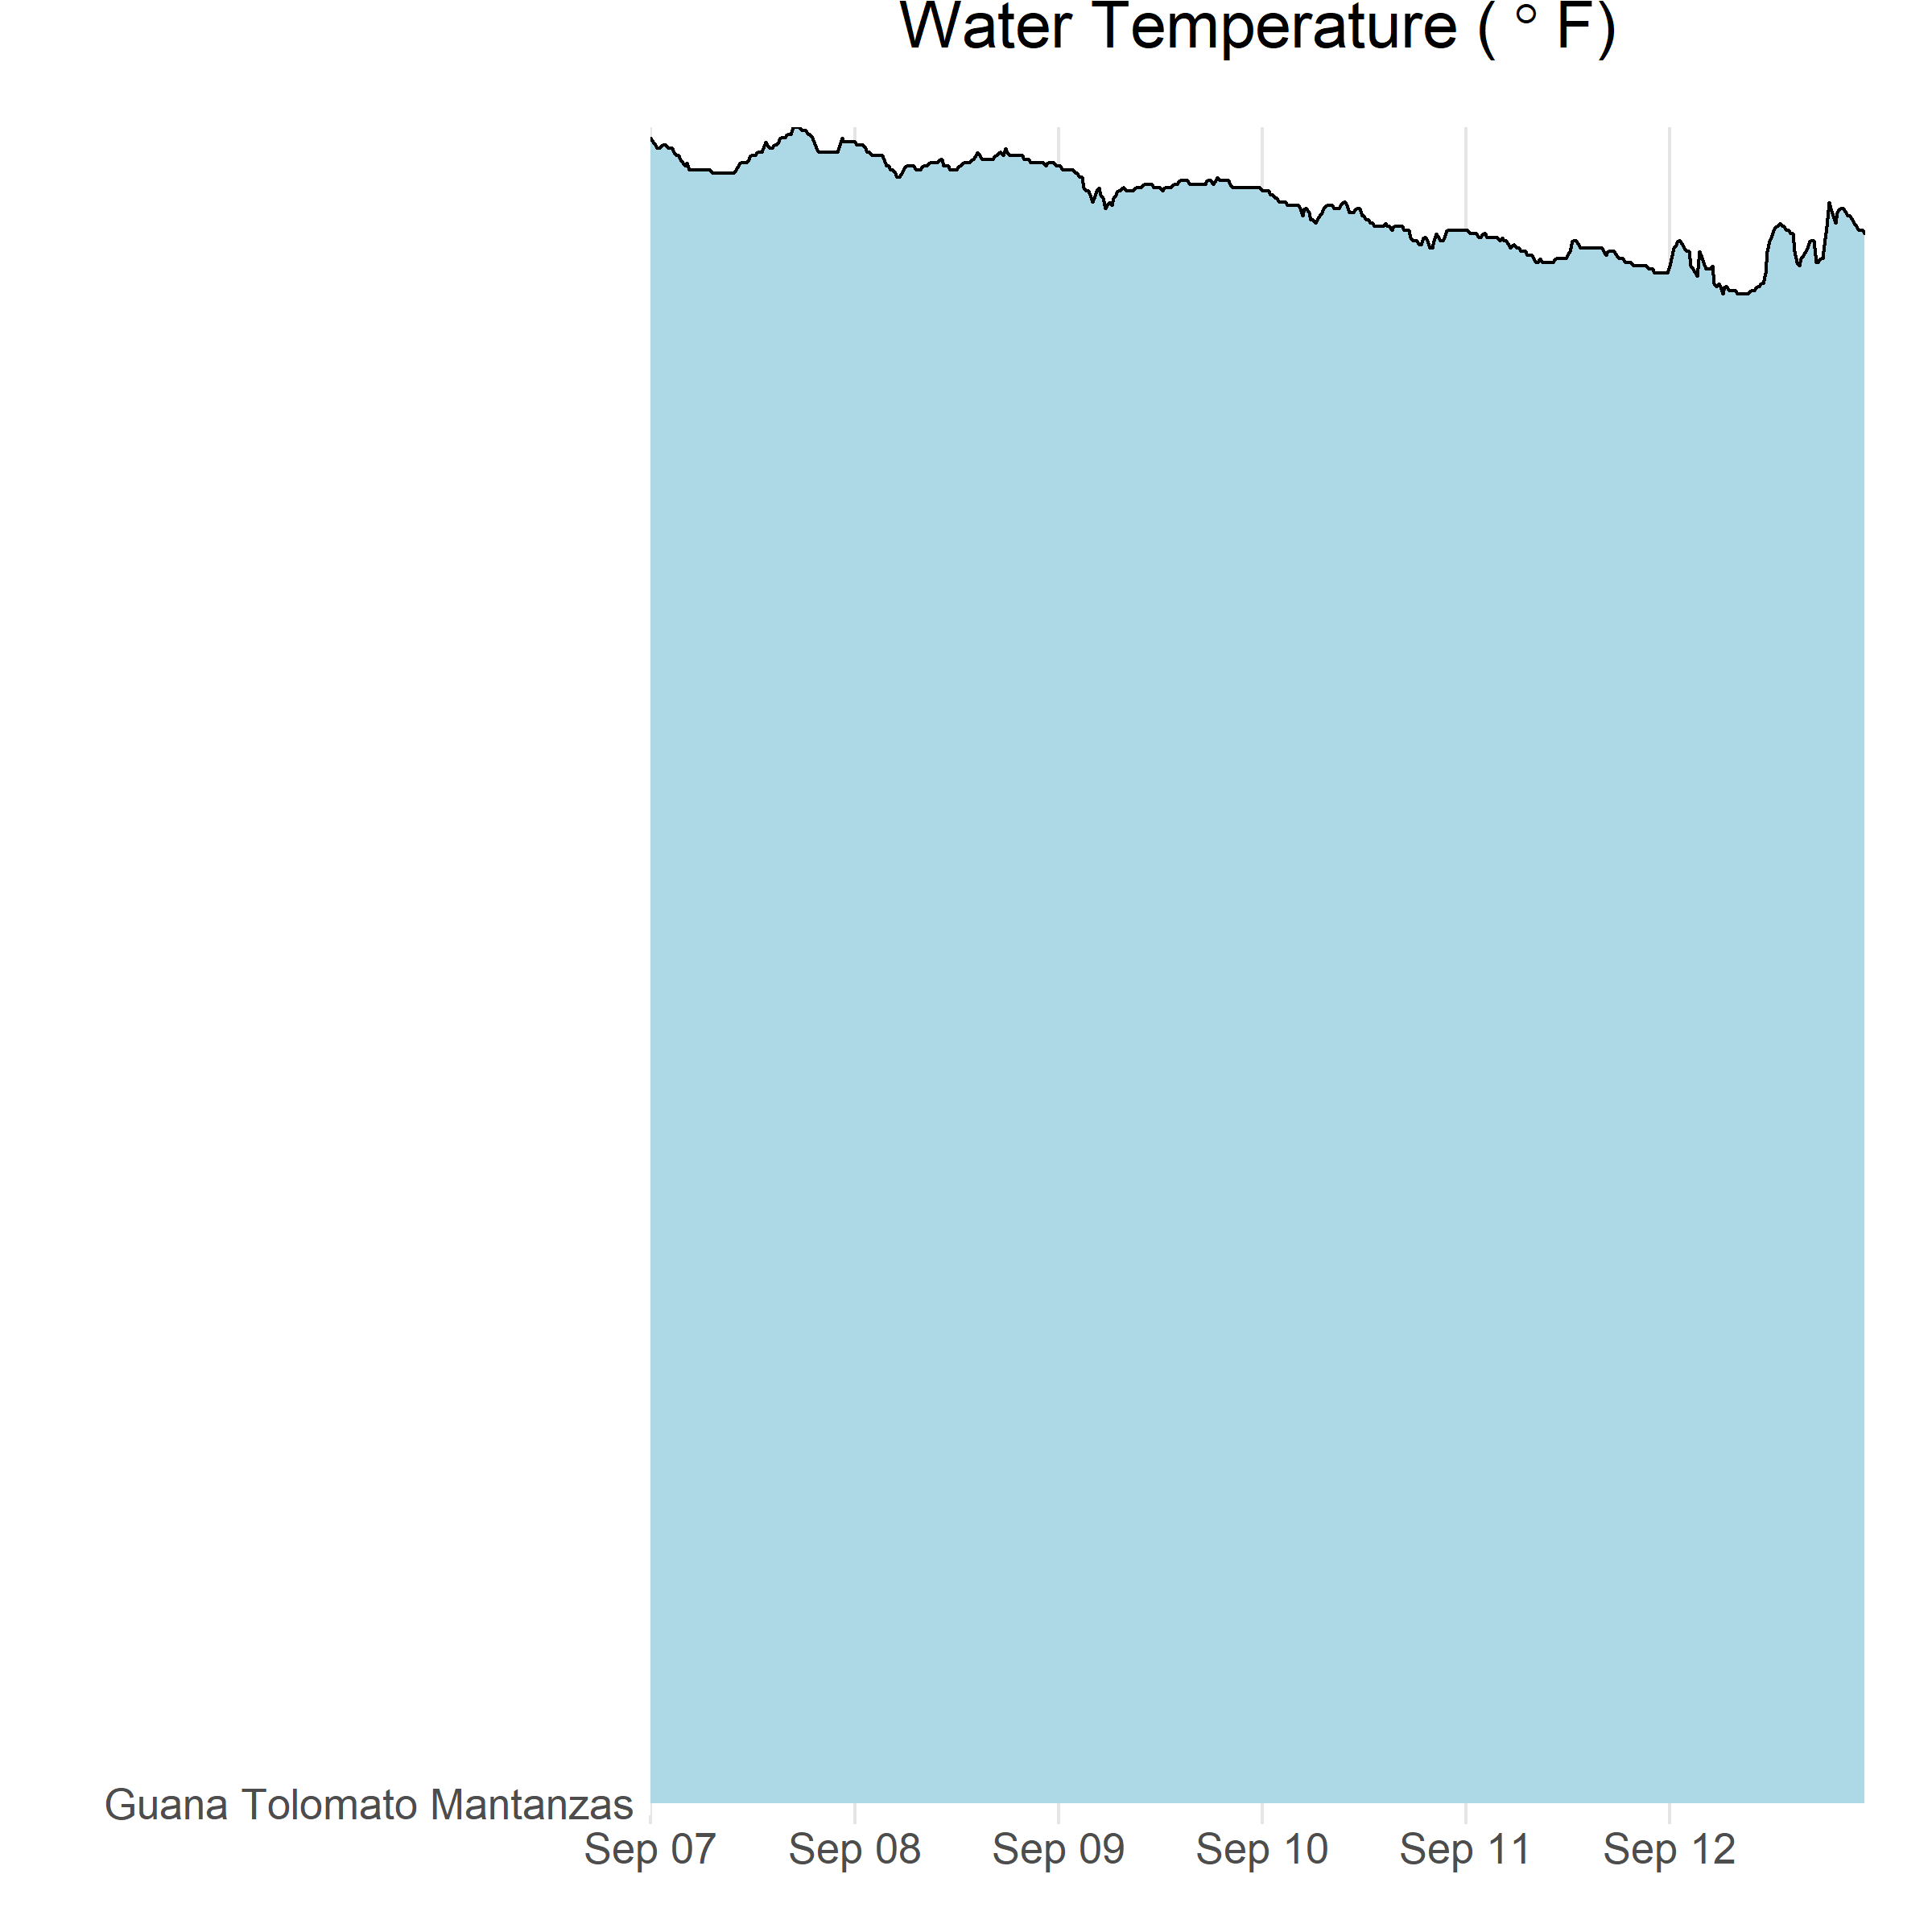 Water Temperature (°F)
Guana Tolomato Mantanzas
Sep 07 Sep 08 Sep 09 Sep 10 Sep 11 Sep 12